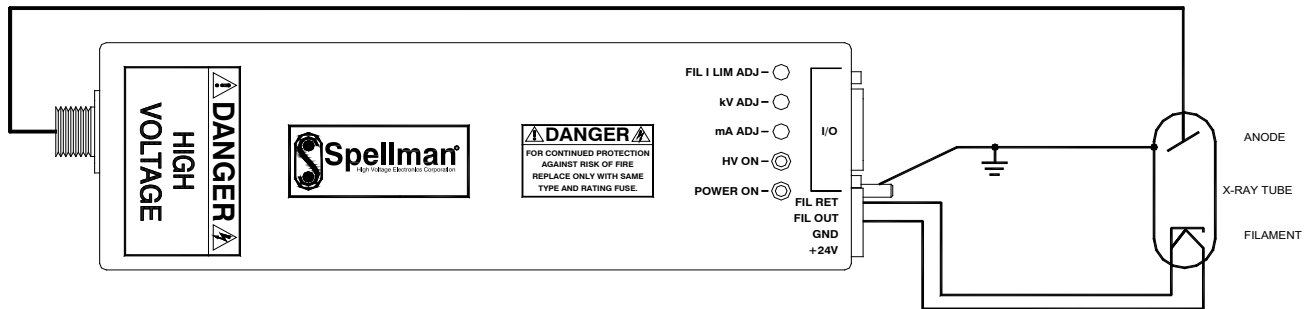 DANGER
HIGH
VOLTAGE
Spellman
High Voltage Electronics Corporation
DANGER
FOR CONTINUED PROTECTION
AGAINST RISK OF FIRE
REPLACE ONLY WITH SAME
TYPE AND RATING FUSE.
FIL I LIM ADJ
kV ADJ
mA ADJ
HV ON
POWER ON
I/O
FIL RET
FIL OUT
GND
+24V
ANODE
X-RAY TUBE
FILAMENT